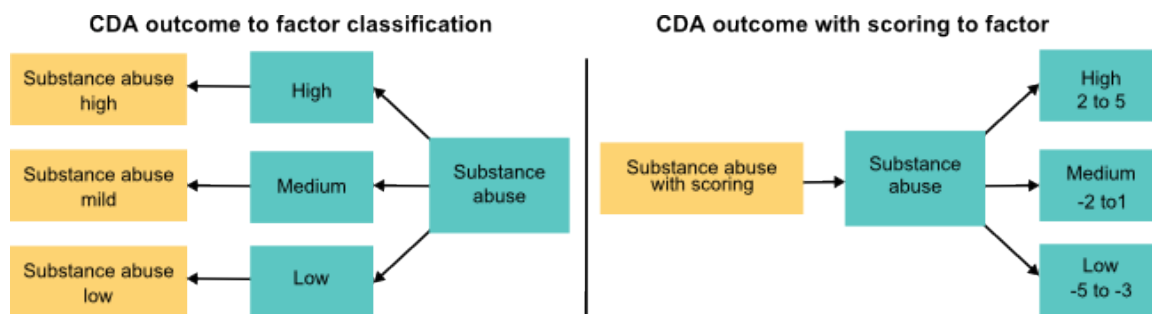 CDA outcome to factor classification
Substance abuse
high
High
Substance abuse
mild
Medium
Substance abuse
low
Low
Substance
abuse
CDA outcome with scoring to factor
Substance abuse
with scoring
Substance
abuse
High
2 to 5
Medium
-2 to1
Low
-5 to -3